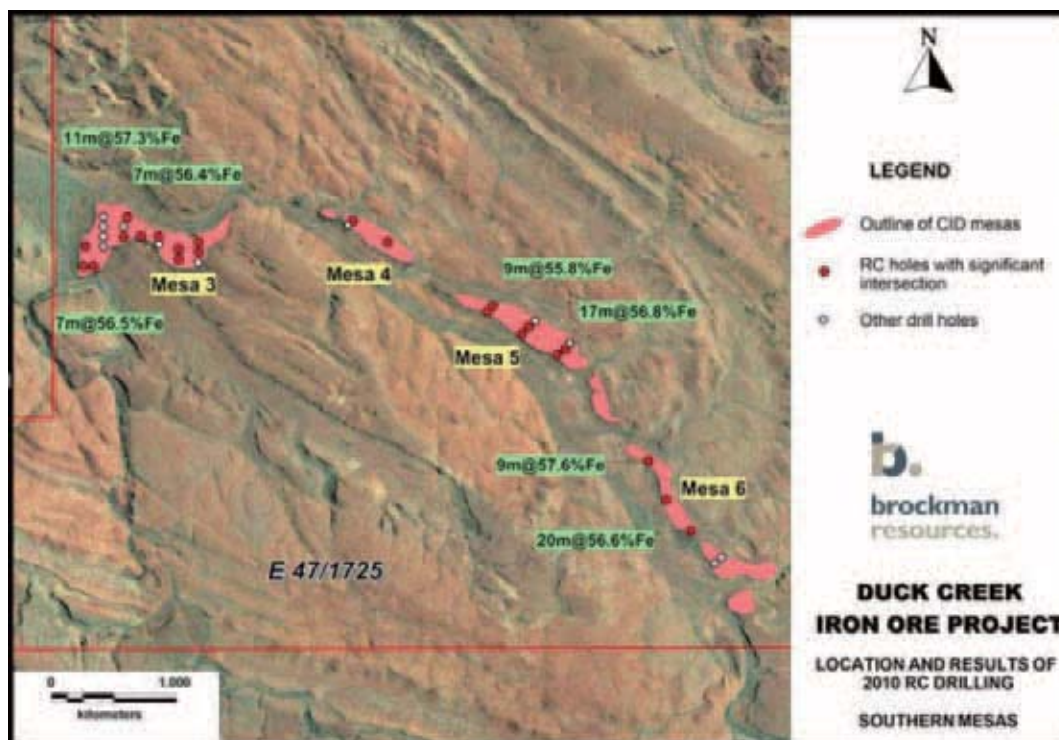 11m@57.3%Fe
7m@56.4%Fe
Mesa 3
7m@56.5%Fe
Mesa 4
9m@55.8%Fe
17m@56.8%Fe
Mesa 5
9m@57.6%Fe
Mesa 6
20m@56.6%Fe
E 47/1725
0 1.000
kilometers
N
LEGEND
Outline of CID mesas
RC holes with significant
intersection
Other drill holes
b.
brockman
resources.
DUCK CREEK
IRON ORE PROJECT
LOCATION AND RESULTS OF
2010 RC DRILLING
SOUTHERN MESAS